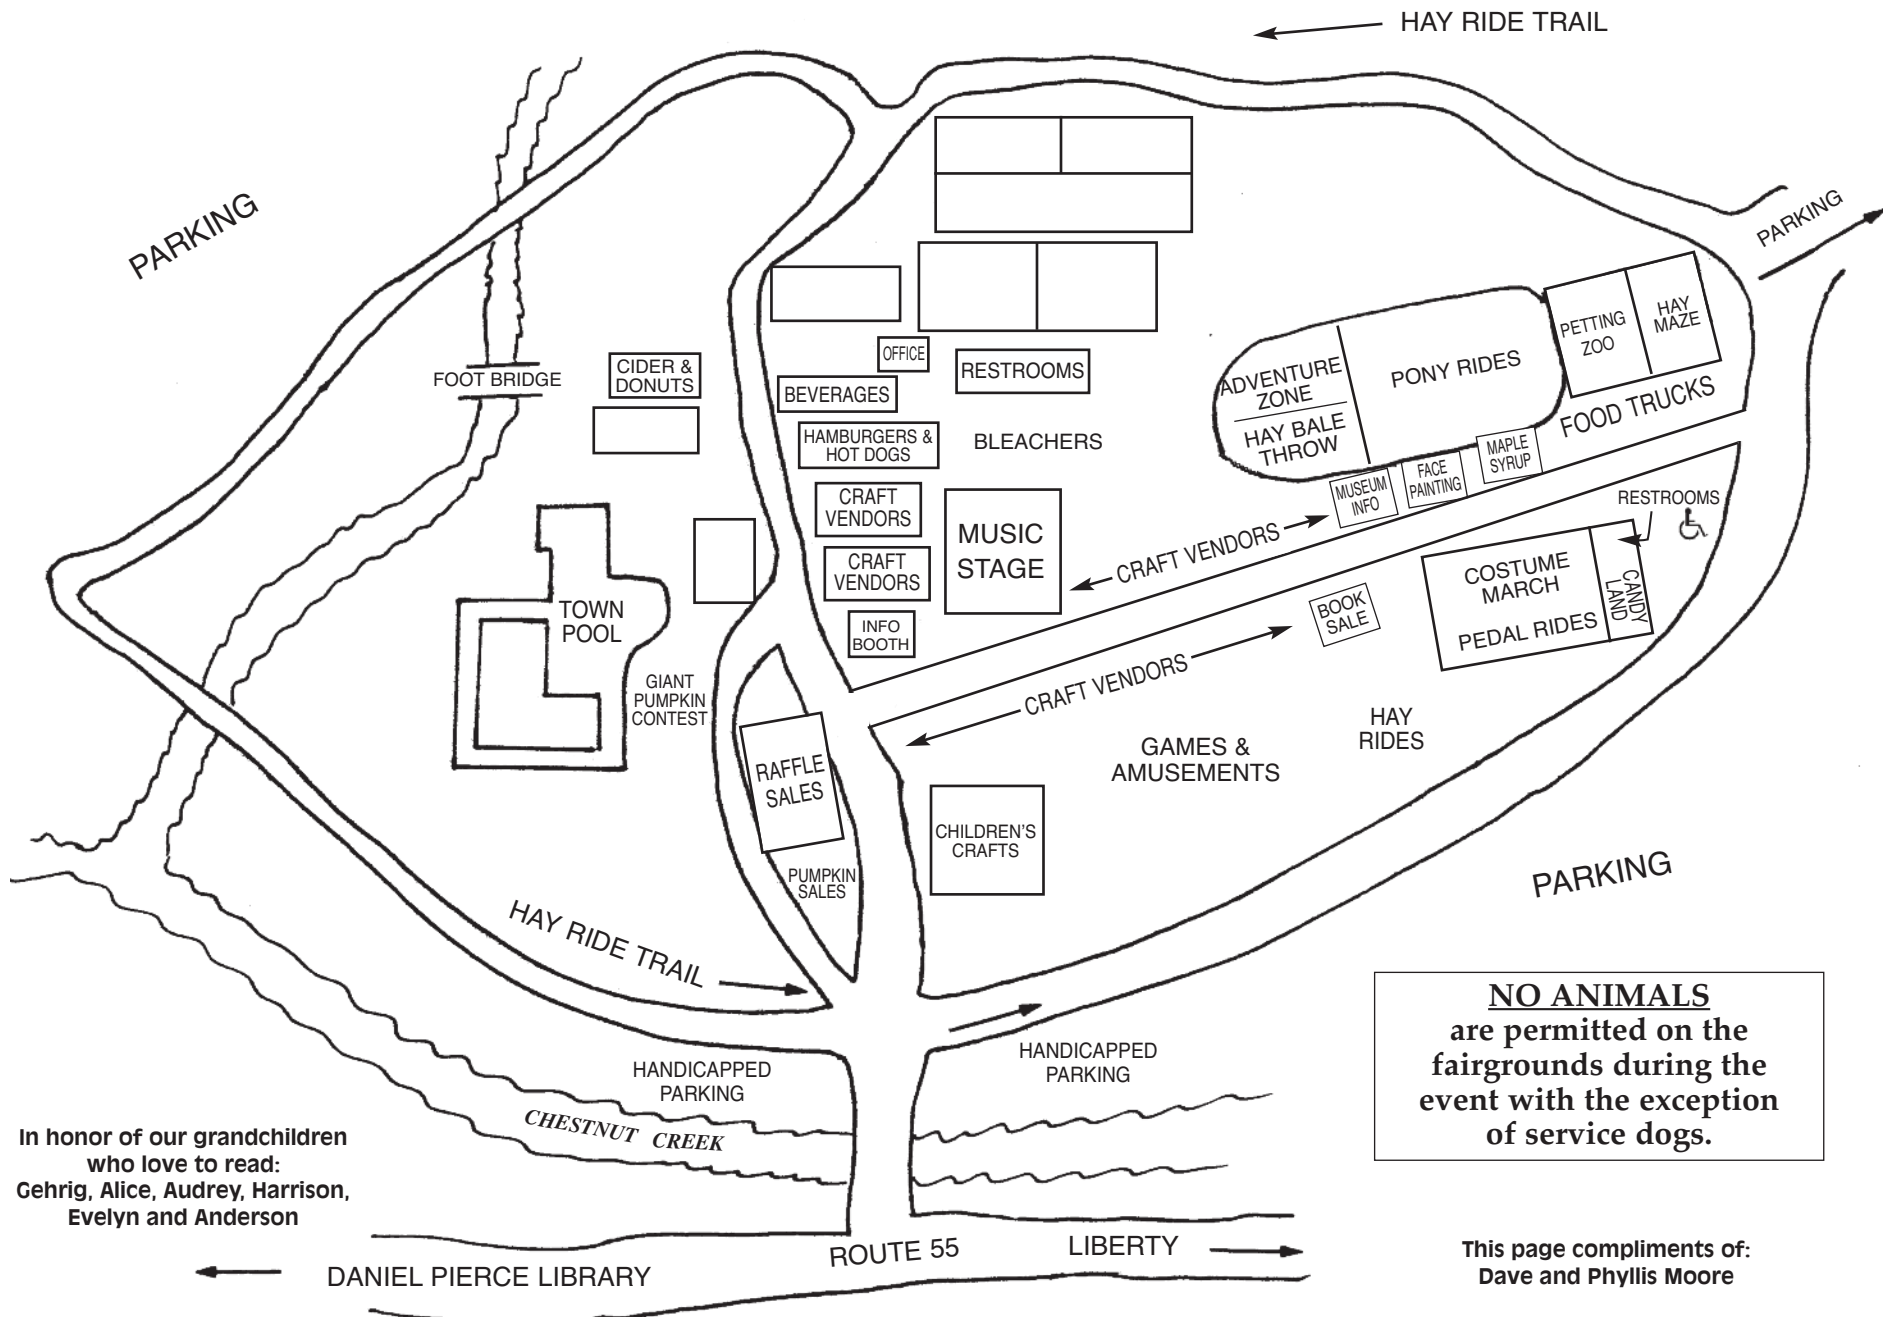 HAY RIDE TRAIL
PARKING
PARKING
PETTING
ZOO
HAY
MAZE
OFFICE
CIDER &
DONUTS
FOOT BRIDGE
RESTROOMS
BEVERAGES
ADVENTURE
ZONE
PONY RIDES
HAY BALE
THROW
FOOD TRUCKS
HAMBURGERS &
HOT DOGS
BLEACHERS
MAPLE
SYRUP
FACE
PAINTING
MUSEUM
INFO
RESTROOMS
CRAFT
VENDORS
MUSIC
STAGE
CRAFT VENDORS
CRAFT
VENDORS
COSTUME
MARCH
PEDAL RIDES
CANDY
LAND
BOOK
SALE
TOWN
POOL
INFO
BOOTH
CRAFT VENDORS
GIANT
PUMPKIN
CONTEST
HAY
RIDES
GAMES &
AMUSEMENTS
RAFFLE
SALES
CHILDREN'S
CRAFTS
PUMPKIN
SALES
PARKING
HAY RIDE TRAIL
NO ANIMALS
are permitted on the
fairgrounds during the
event with the exception
of service dogs.
HANDICAPPED
PARKING
HANDICAPPED
PARKING
CHESTNUT CREEK
In honor of our grandchildren
who love to read:
Gehrig, Alice, Audrey, Harrison,
Evelyn and Anderson
ROUTE 55
LIBERTY
DANIEL PIERCE LIBRARY
This page compliments of:
Dave and Phyllis Moore